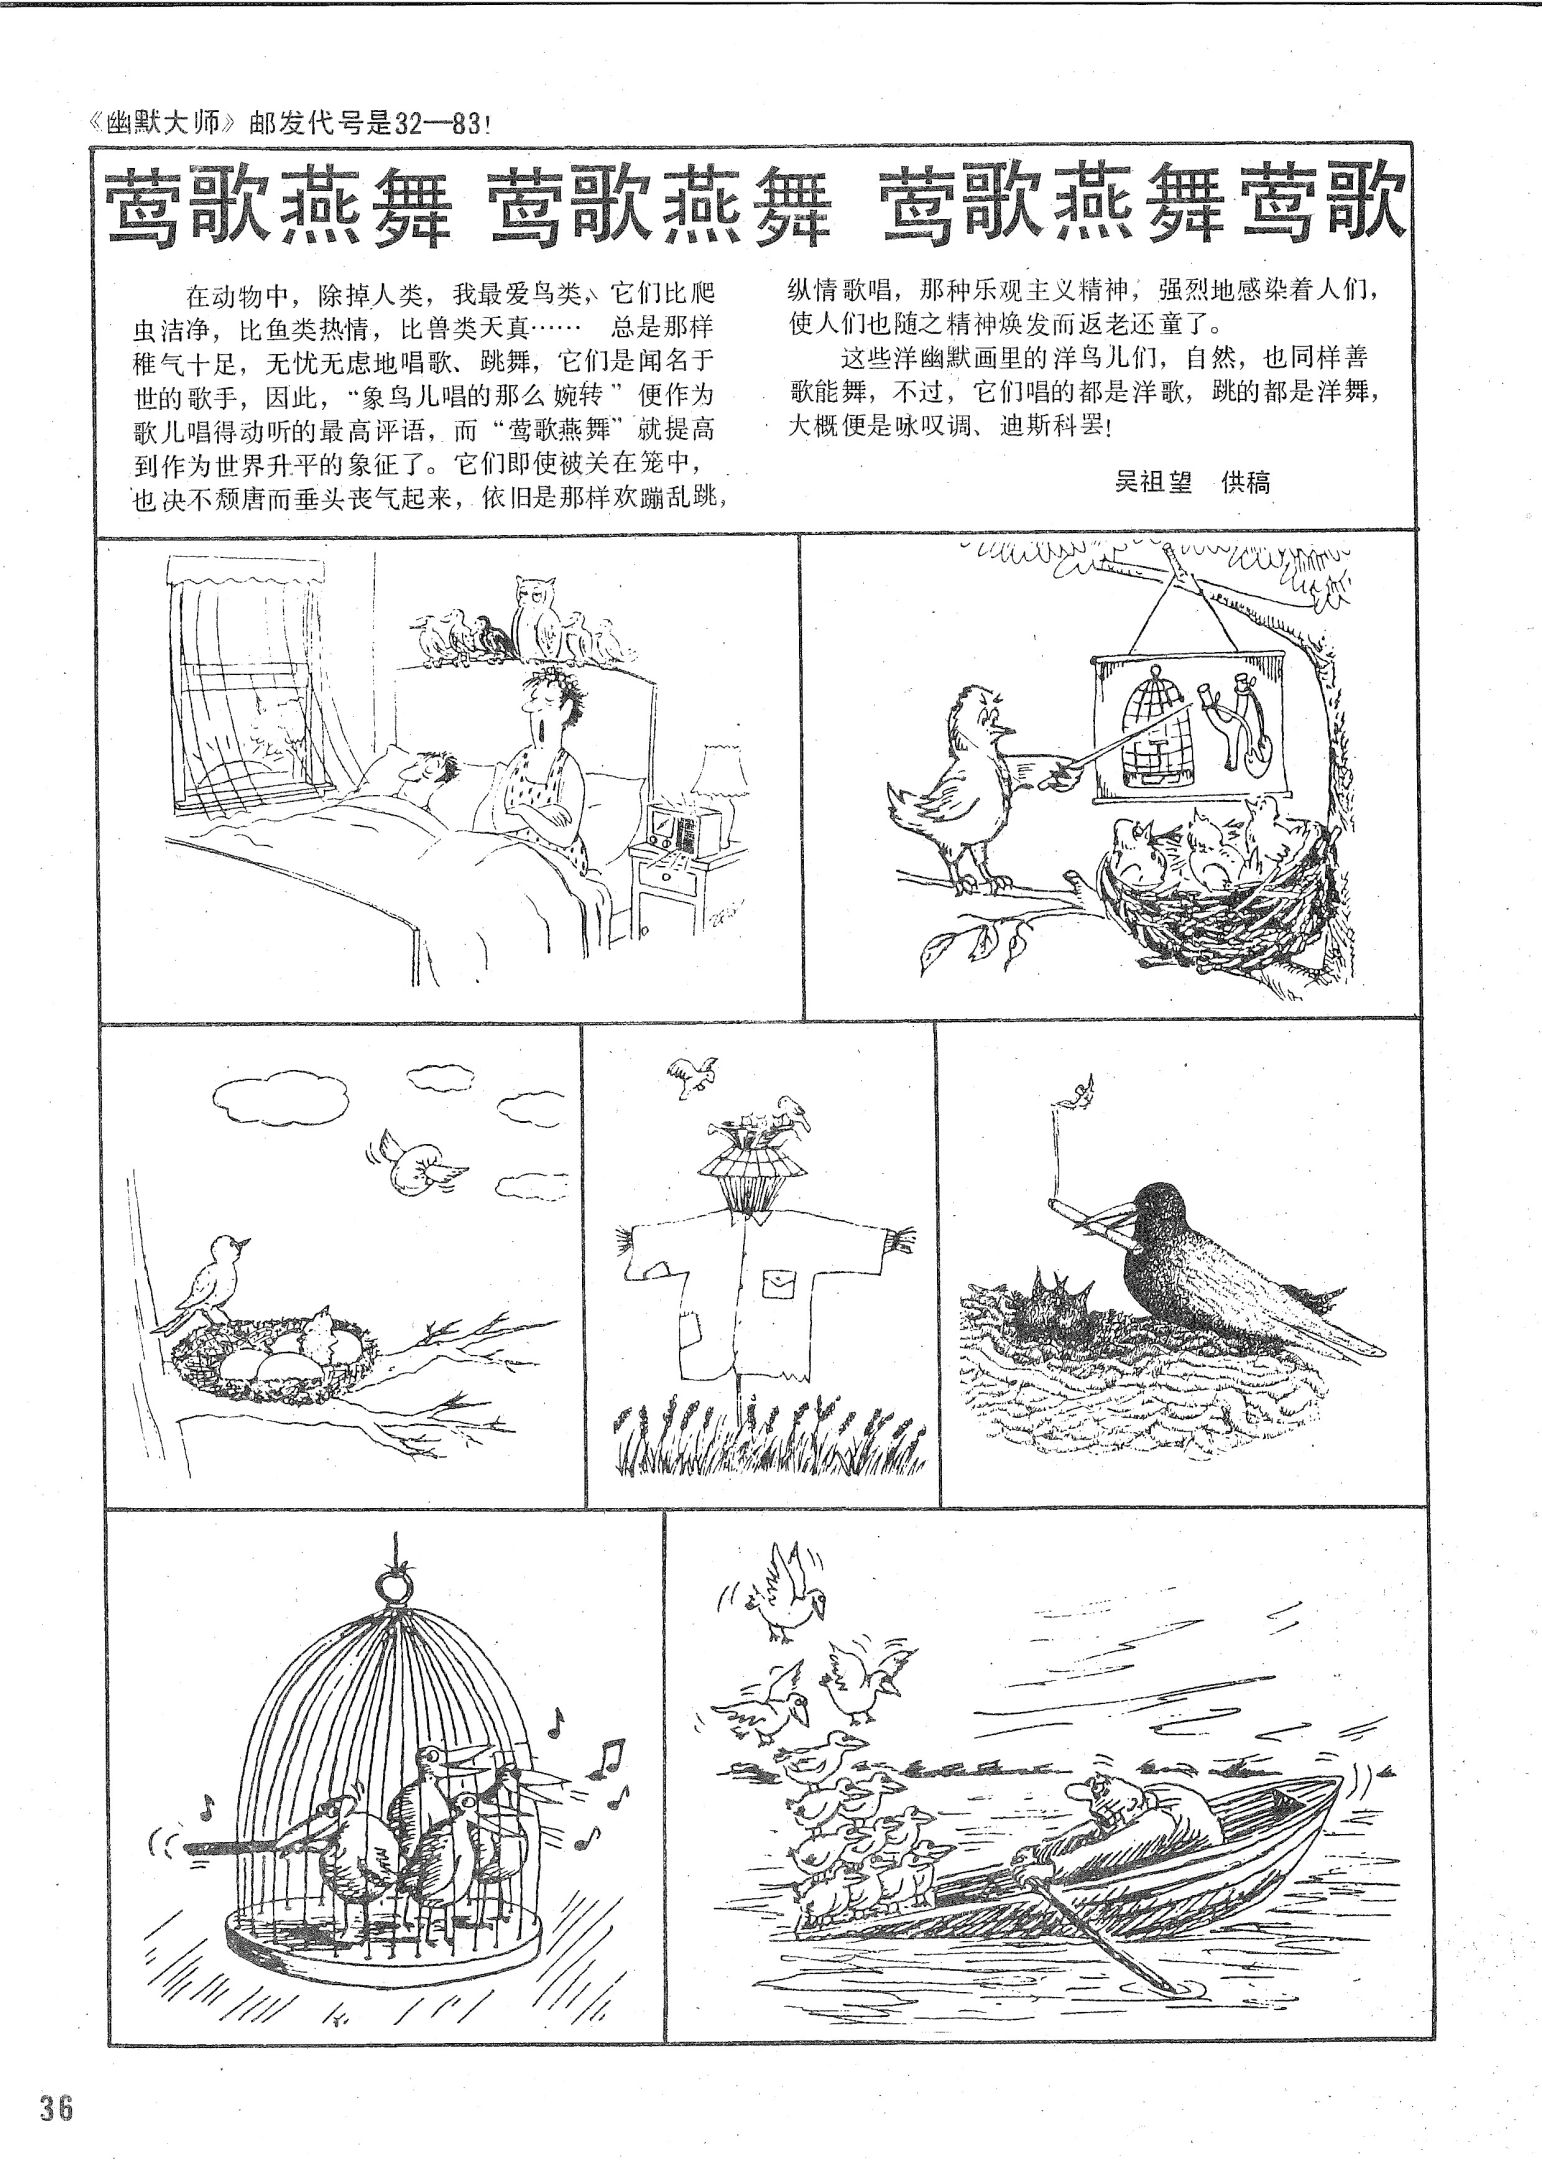 《幽默大师》邮发代号是32—83!
莺歌燕舞 莺歌燕舞 莺歌燕舞莺歌
在动物中，除掉人类，我最爱鸟类、它们比爬
虫洁净，比鱼类热情，比兽类天真…… 总是那样
稚气十足，无忧无虑地唱歌、跳舞，它们是闻名于
世的歌手，因此，“象鸟儿唱的那么婉转”便作为
歌儿唱得动听的最高评语，而“莺歌燕舞”就提高
到作为世界升平的象征了。它们即使被关在笼中，
也决不颓唐而垂头丧气起来，依旧是那样欢蹦乱跳，
纵情歌唱，那种乐观主义精神，强烈地感染着人们，
使人们也随之精神焕发而返老还童了。
这些洋幽默画里的洋鸟儿们，自然，也同样善
歌能舞，不过，它们唱的都是洋歌，跳的都是洋舞，
大概便是咏叹调、迪斯科罢!
吴祖望 供稿
36